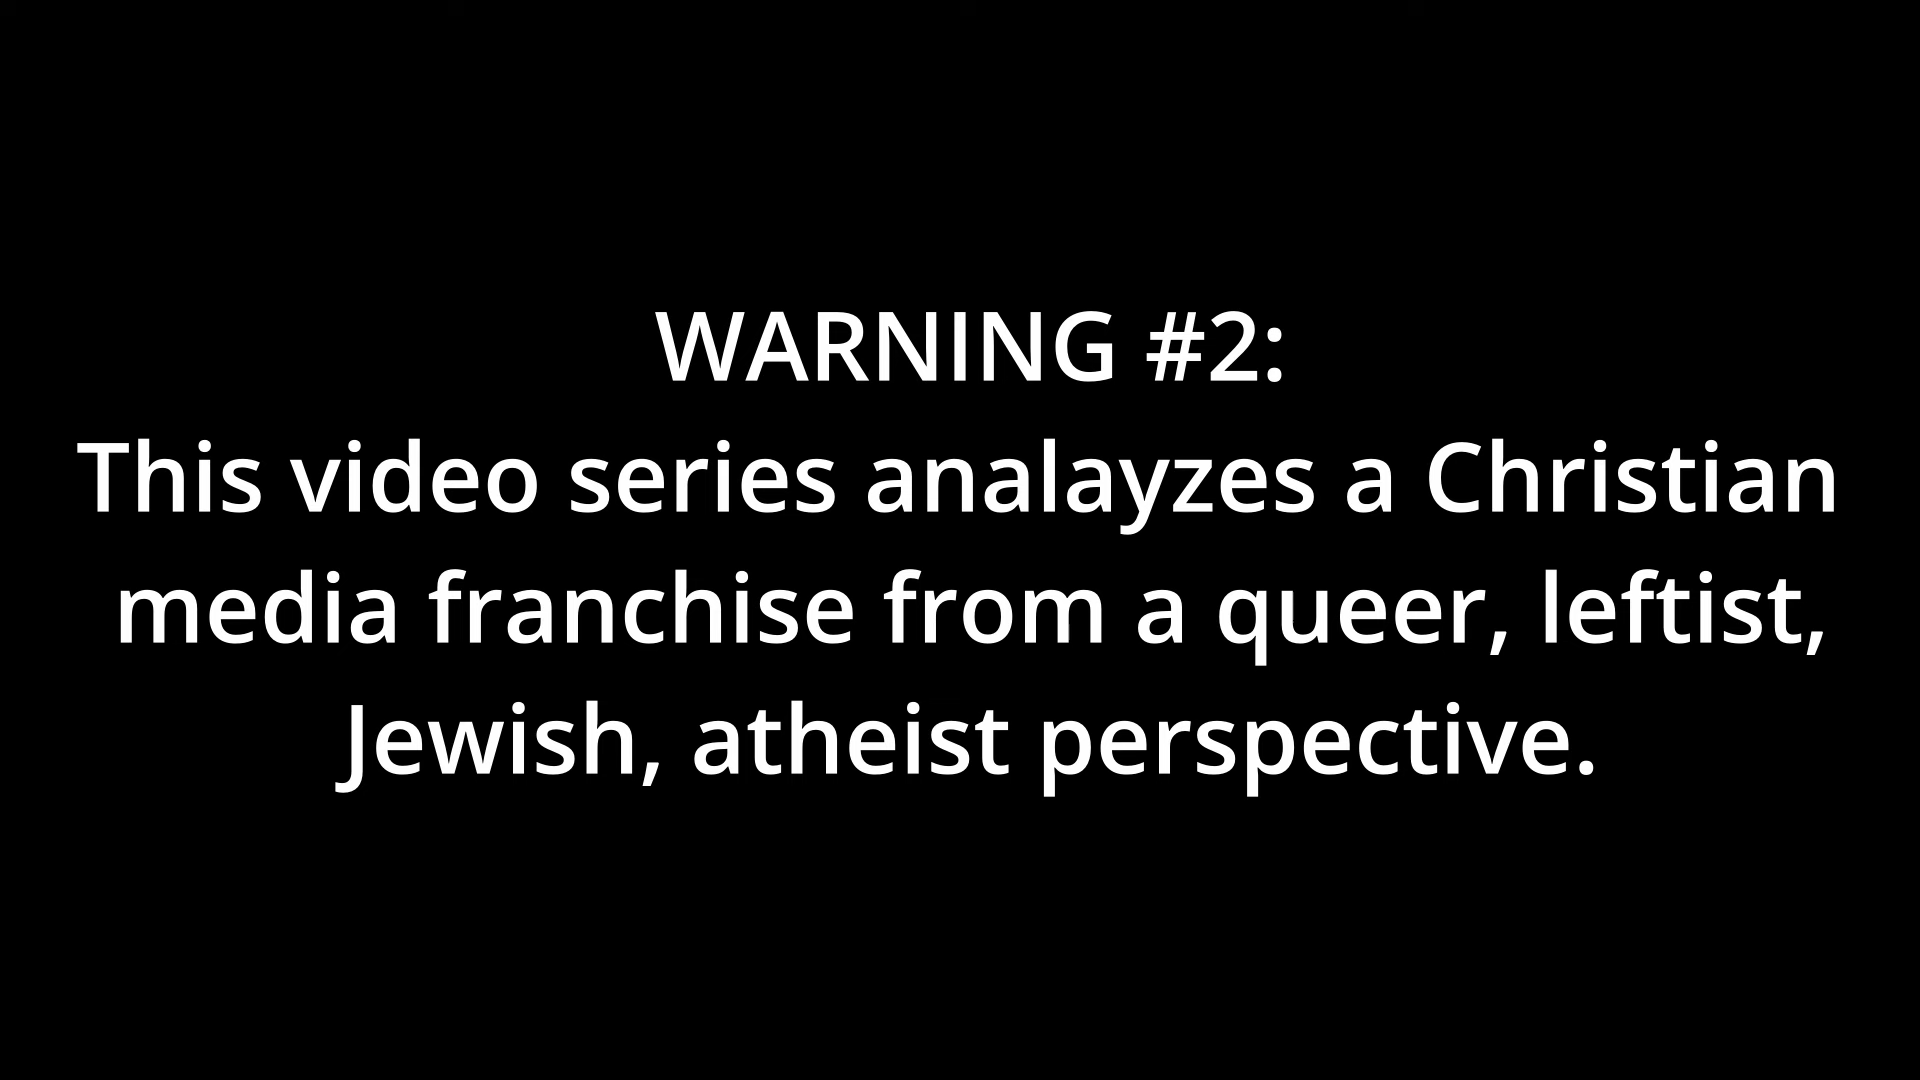 WARNING #2:
This video series analayzes a Christian
media franchise from a queer, leftist,
Jewish, atheist perspective.